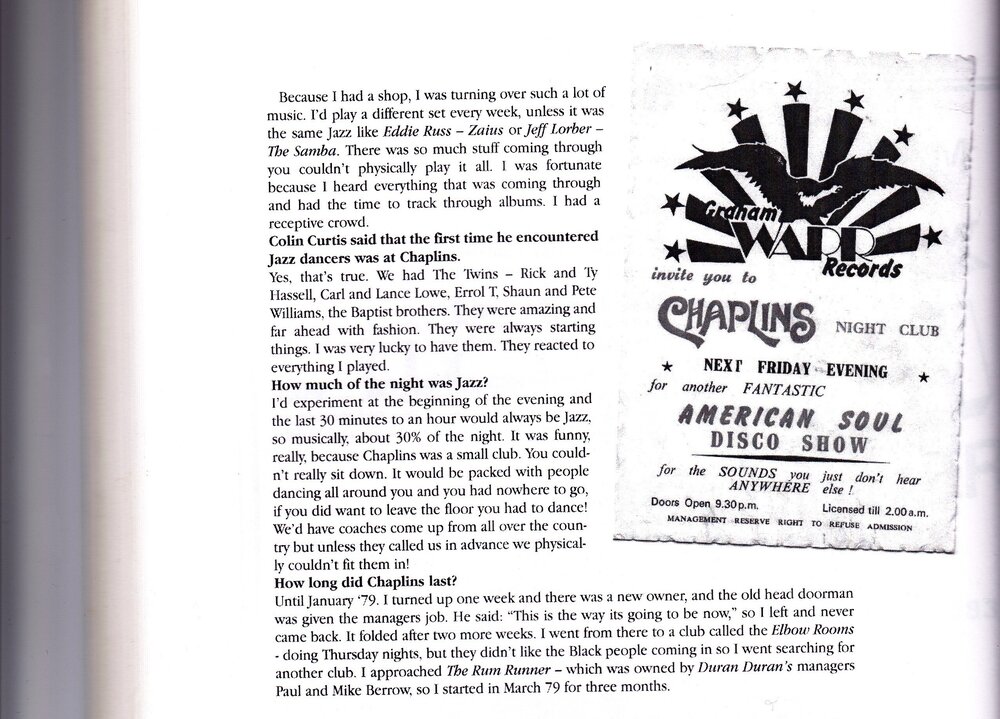 Because I had a shop, I was turning over such a lot of
music. I'd play a different set every week, unless it was
the same Jazz like Eddie Russ – Zaius or Jeff Lorber –
The Samba. There was so much stuff coming through
you couldn't physically play it all. I was fortunate
because I heard everything that was coming through
and had the time to track through albums. I had a
receptive crowd.
Colin Curtis said that the first time he encountered
Jazz dancers was at Chaplins.
Yes, that's true. We had The Twins – Rick and Ty
Hassell, Carl and Lance Lowe, Errol T, Shaun and Pete
Williams, the Baptist brothers. They were amazing and
far ahead with fashion. They were always starting
things. I was very lucky to have them. They reacted to
everything I played.
How much of the night was Jazz?
I'd experiment at the beginning of the evening and
the last 30 minutes to an hour would always be Jazz,
so musically, about 30% of the night. It was funny,
really, because Chaplins was a small club. You could-
n't really sit down. It would be packed with people
dancing all around you and you had nowhere to go,
if you did want to leave the floor you had to dance!
We'd have coaches come up from all over the coun-
try but unless they called us in advance we physical-
ly couldn't fit them in!
How long did Chaplins last?
Until January '79. I turned up one week and there was a new owner, and the old head doorman
was given the managers job. He said: "This is the way its going to be now," so I left and never
came back. It folded after two more weeks. I went from there to a club called the Elbow Rooms
- doing Thursday nights, but they didn't like the Black people coming in so I went searching for
another club. I approached The Rum Runner – which was owned by Duran Duran's managers
Paul and Mike Berrow, so I started in March 79 for three months.
Graham
WARR
Records
invite you to
CHAPLINS NIGHT CLUB
NEXT FRIDAY EVENING
for another FANTASTIC
AMERICAN SOUL
DISCO SHOW
for the SOUNDS you just don't hear
ANYWHERE else !
Doors Open 9.30 p.m. Licensed till 2.00 a.m.
MANAGEMENT RESERVE RIGHT TO REFUSE ADMISSION